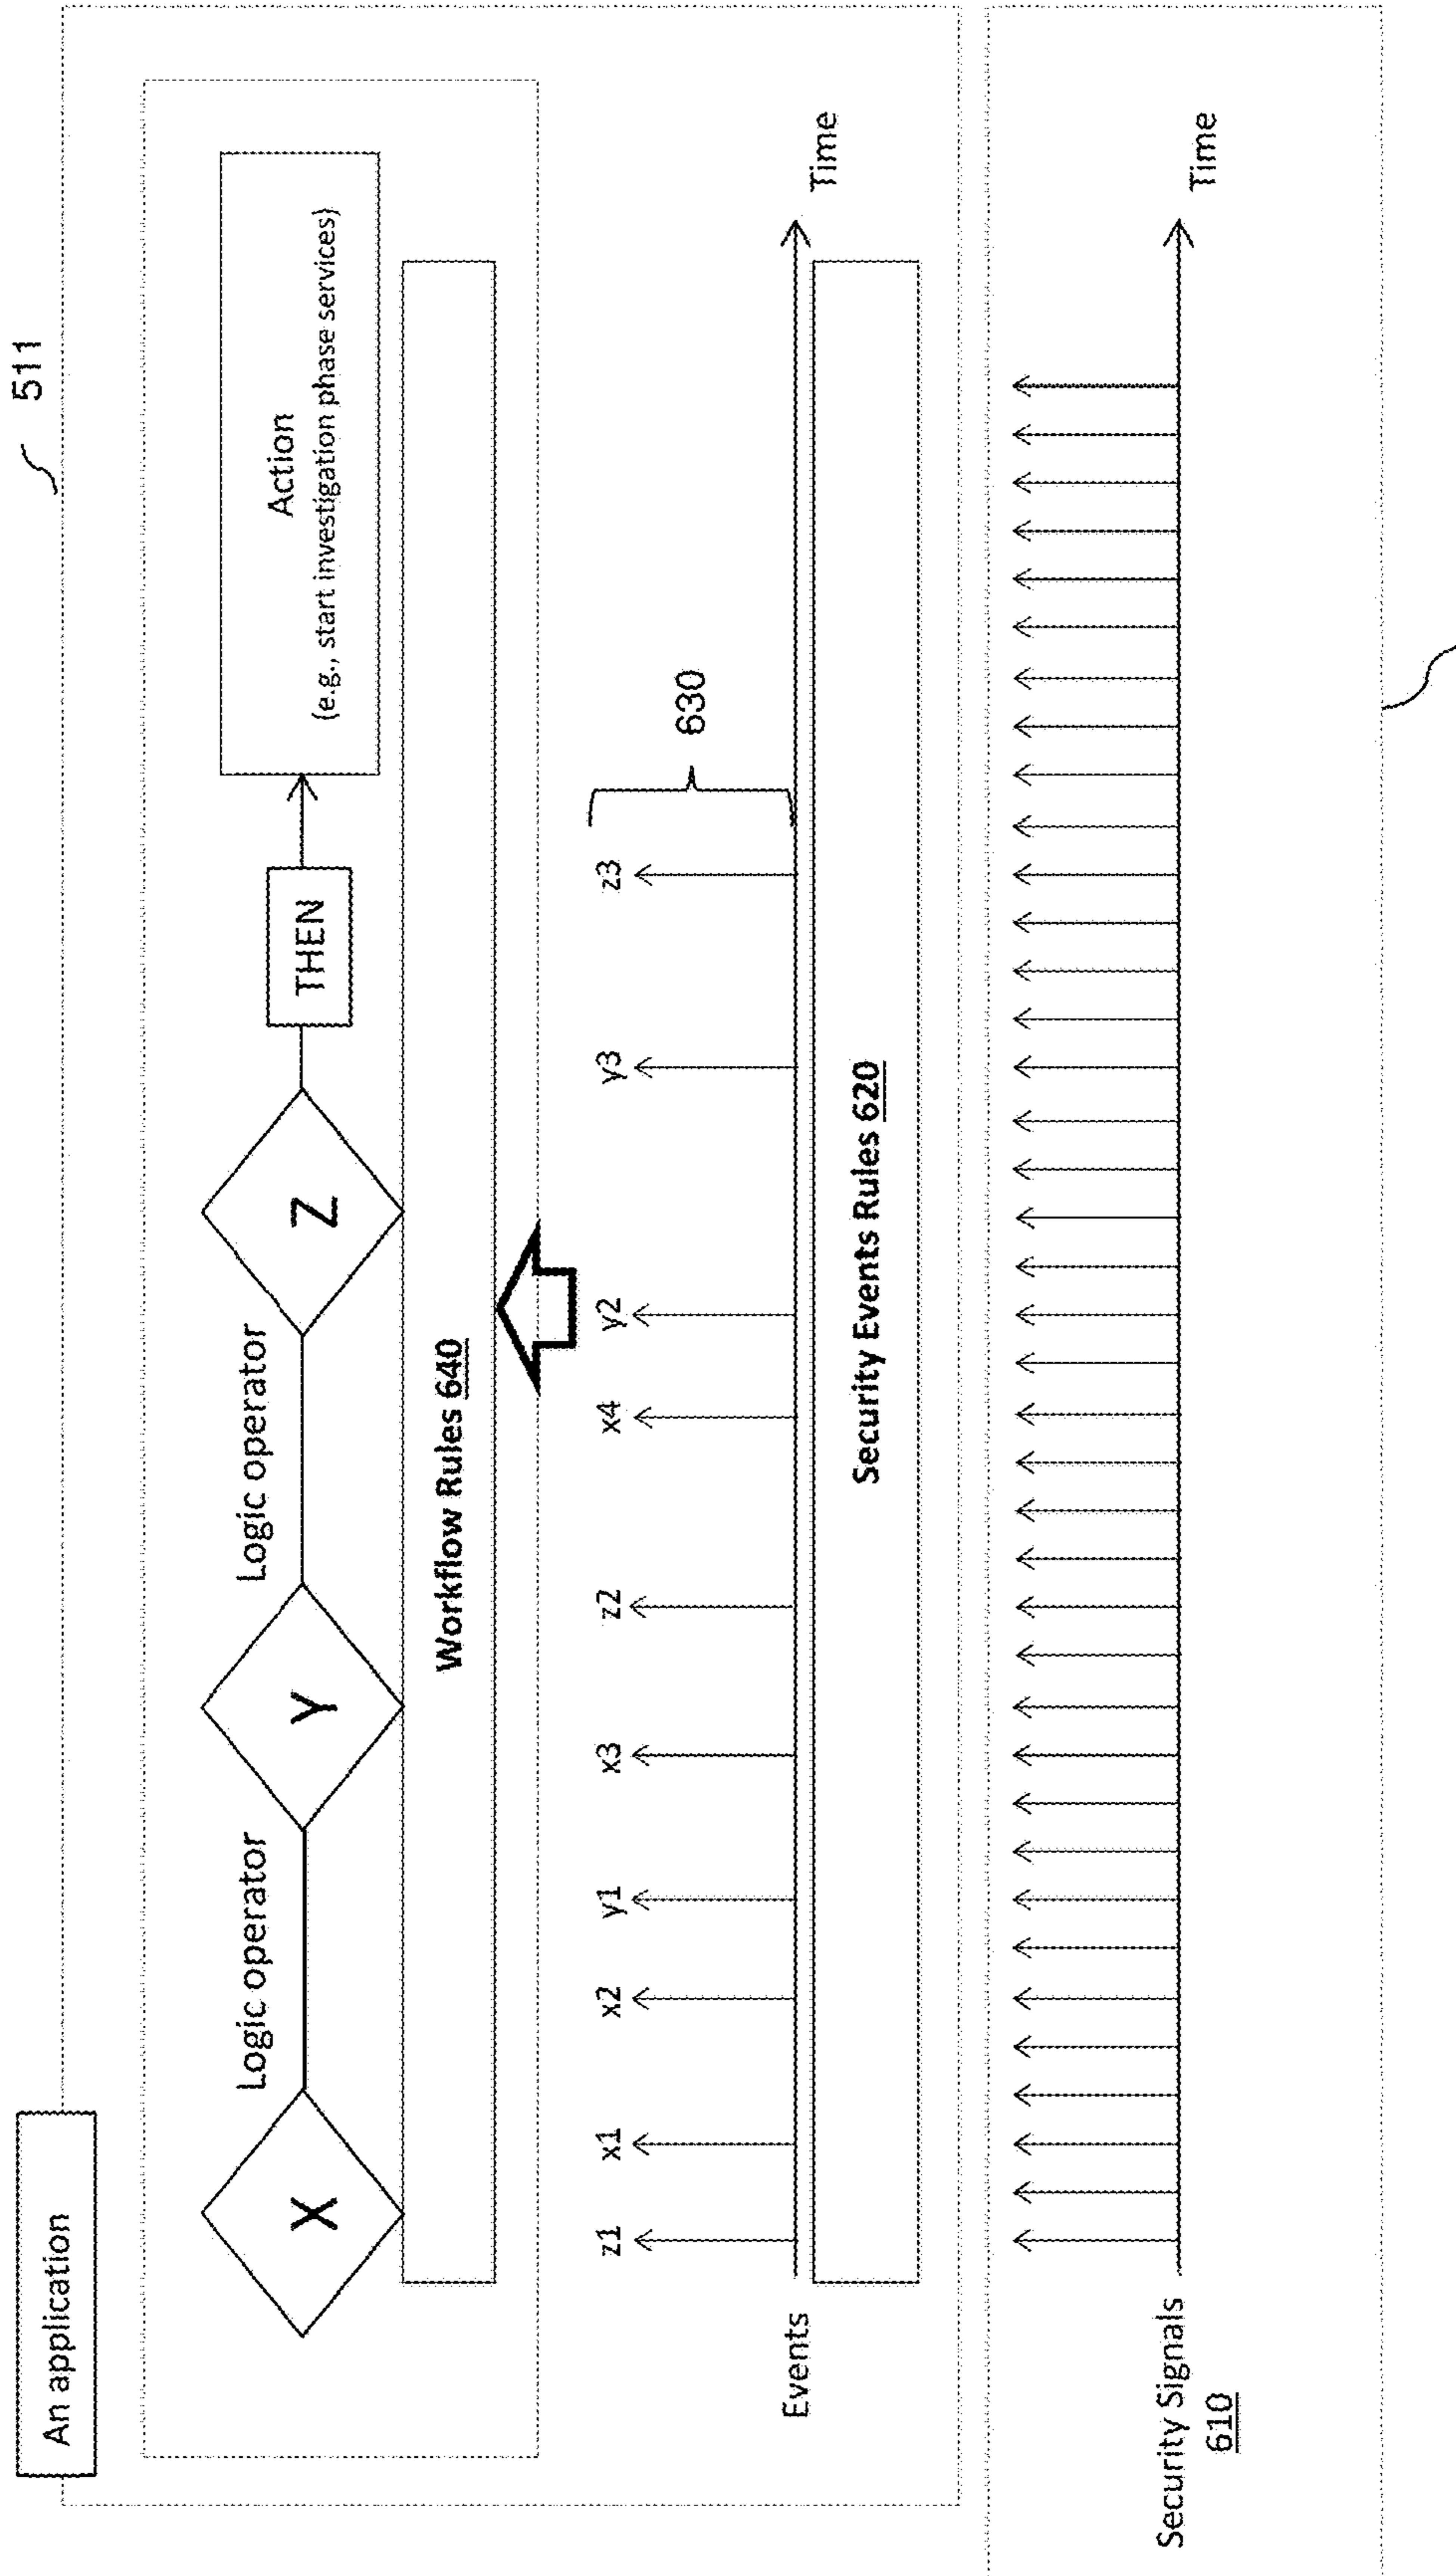 An application
511
X
Logic operator
Y
Logic operator
Z
THEN
Action
(e.g., start investigation phase services)
Workflow Rules 640
Events
z1
x1
x2
y1
x3
z2
x4
y2
y3
z3
630
Time
Security Events Rules 620
Security Signals
610
Time